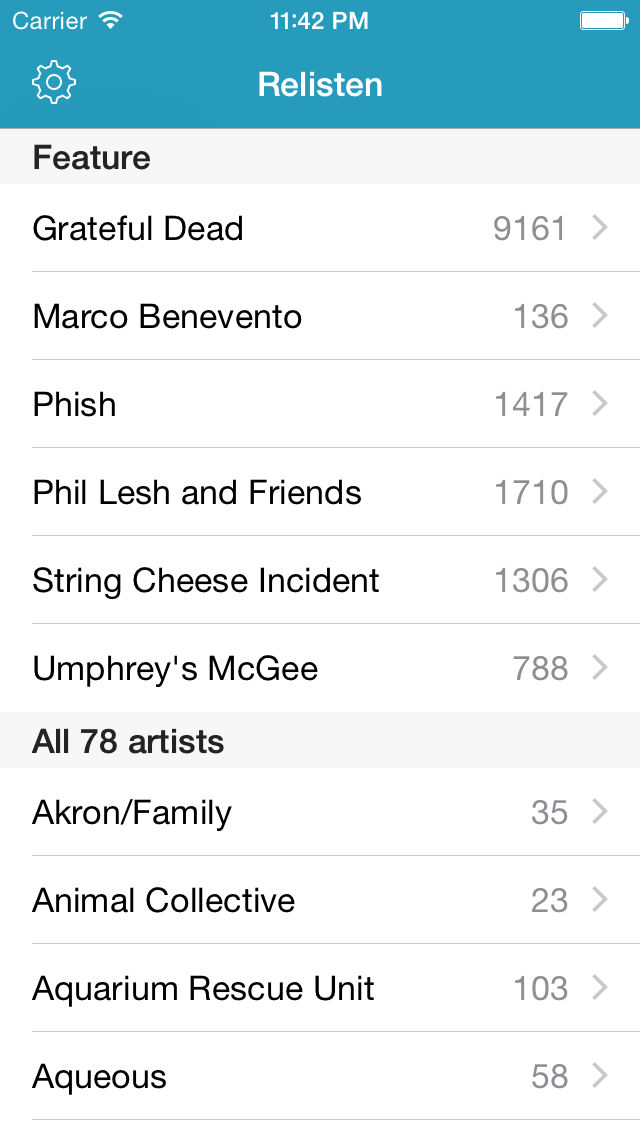 Carrier 11:42 PM
Relisten
Feature
Grateful Dead 9161
Marco Benevento 136
Phish 1417
Phil Lesh and Friends 1710
String Cheese Incident 1306
Umphrey's McGee 788
All 78 artists
Akron/Family 35
Animal Collective 23
Aquarium Rescue Unit 103
Aqueous 58